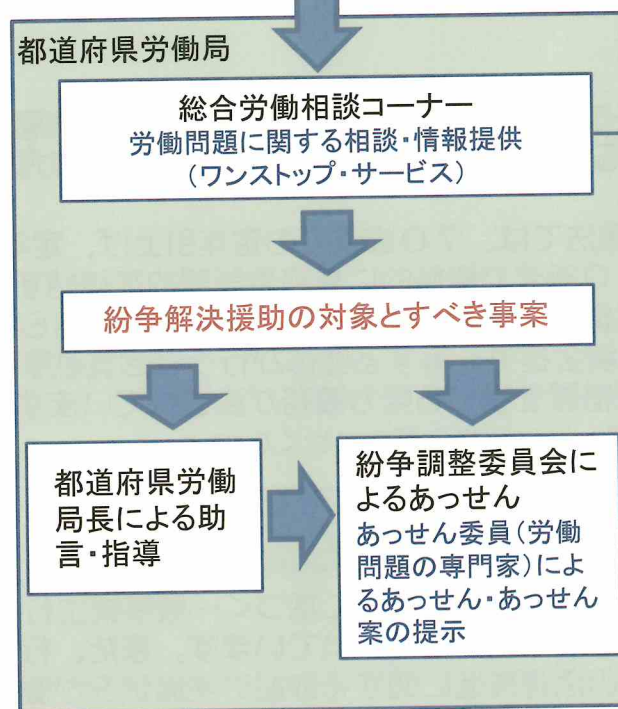 都道府県労働局
総合労働相談コーナー
労働問題に関する相談・情報提供
（ワンストップ・サービス）
紛争解決援助の対象とすべき事案
都道府県労働
局長による助
言・指導
紛争調整委員会に
よるあっせん
あっせん委員（労働
問題の専門家）によ
るあっせん・あっせん
案の提示